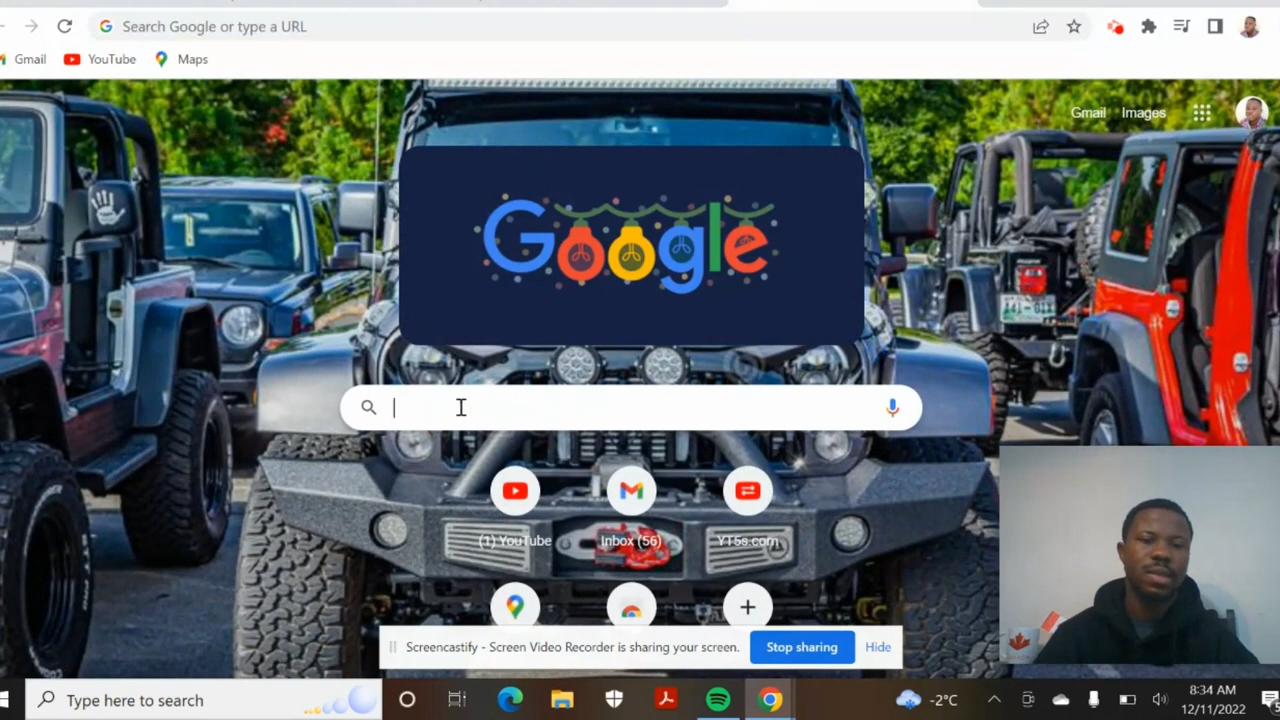 Search Google or type a URL
Gmail
YouTube
Maps
Gmail
Images
Google
(1) YouTube
Inbox (56)
YT5s.com
Screencastify - Screen Video Recorder is sharing your screen.
Stop sharing
Hide
Type here to search
-2°C
8:34 AM
12/11/2022